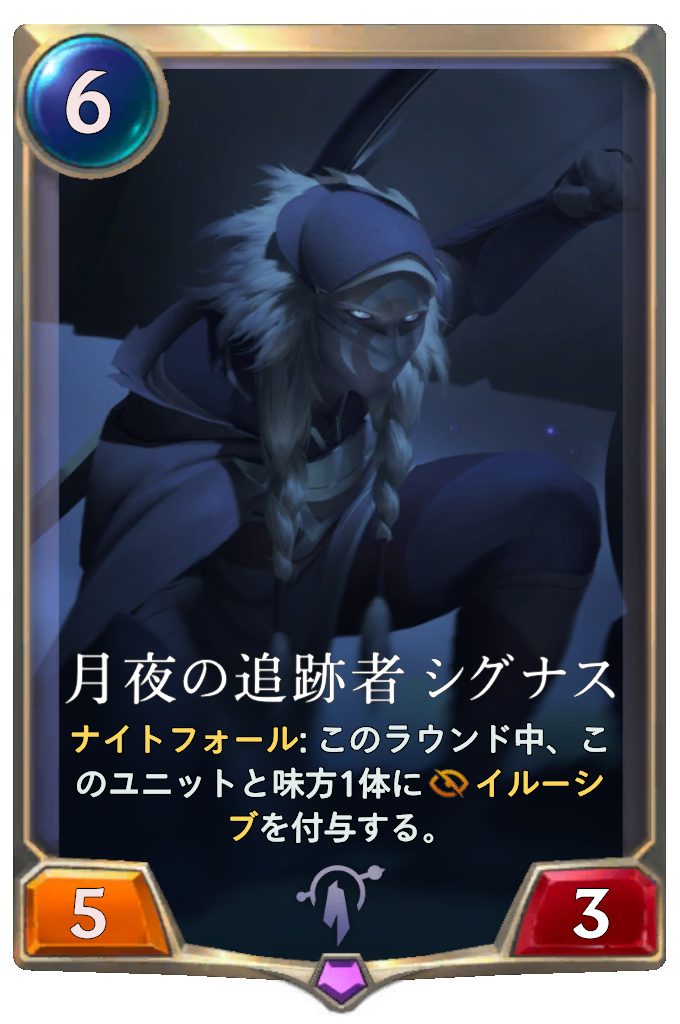 6
月夜の追跡者 シグナス
ナイトフォール: このラウンド中、こ
のユニットと味方1体にイルーシ
ブを付与する。
5
3